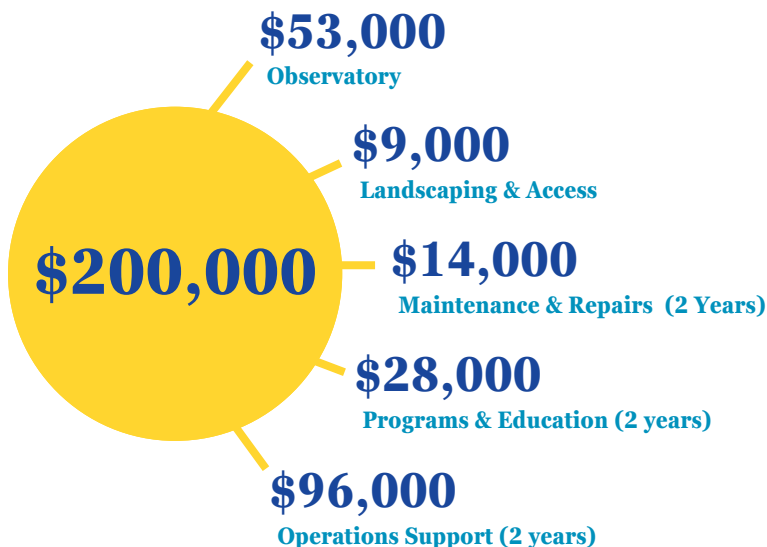 $53,000
Observatory
$9,000
Landscaping & Access
$200,000
$14,000
Maintenance & Repairs (2 Years)
$28,000
Programs & Education (2 years)
$96,000
Operations Support (2 years)